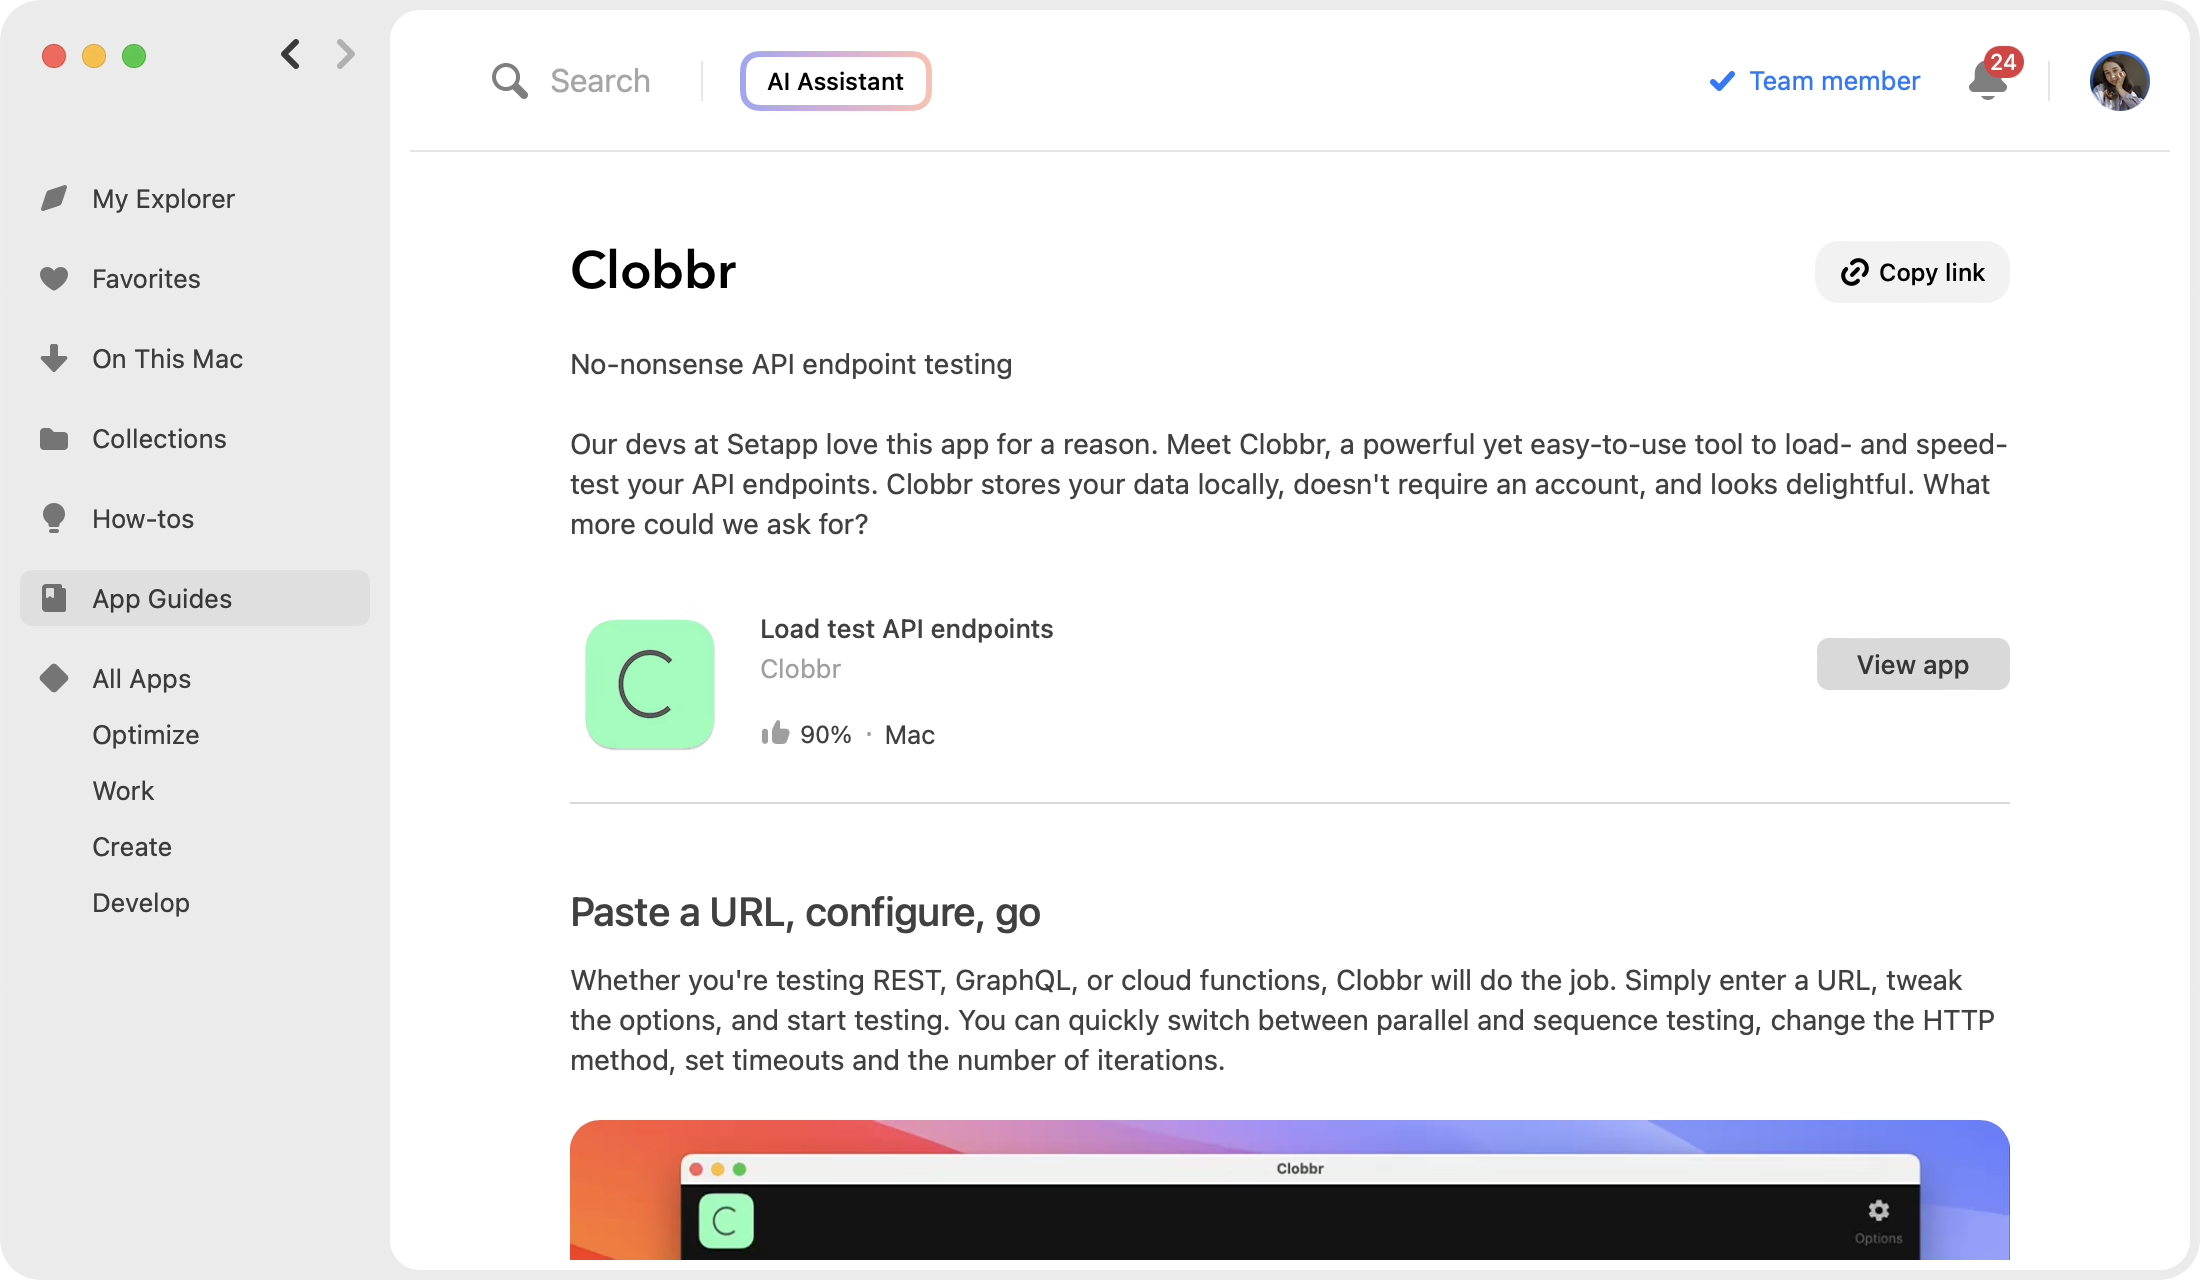 Search
AI Assistant
Team member
24
My Explorer
Favorites
On This Mac
Collections
How-tos
App Guides
All Apps
Optimize
Work
Create
Develop
Clobbr
Copy link
No-nonsense API endpoint testing
Our devs at Setapp love this app for a reason. Meet Clobbr, a powerful yet easy-to-use tool to load- and speed-
test your API endpoints. Clobbr stores your data locally, doesn't require an account, and looks delightful. What
more could we ask for?
C
Load test API endpoints
Clobbr
90% · Mac
View app
Paste a URL, configure, go
Whether you're testing REST, GraphQL, or cloud functions, Clobbr will do the job. Simply enter a URL, tweak
the options, and start testing. You can quickly switch between parallel and sequence testing, change the HTTP
method, set timeouts and the number of iterations.
Clobbr
C
Options